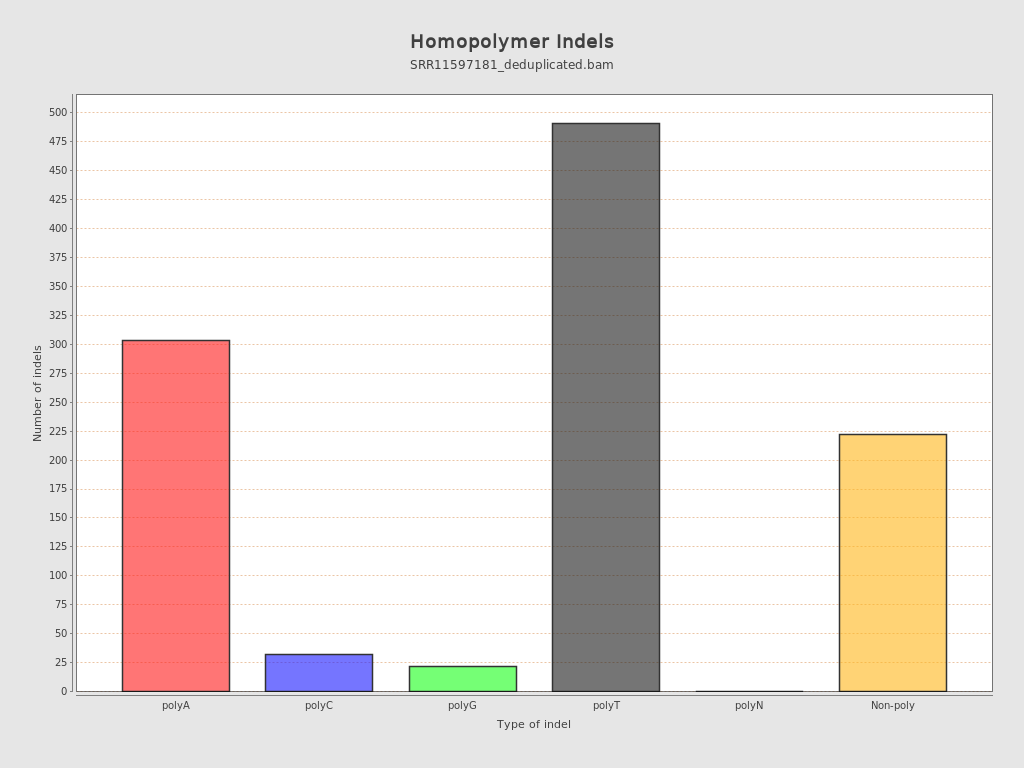 Homopolymer Indels
SRR11597181_deduplicated.bam
500
475
450
425
400
375
350
325
300
275
250
225
200
175
150
125
100
75
50
25
0
Number of indels
polyA
polyC
polyG
polyT
polyN
Non-poly
Type of indel